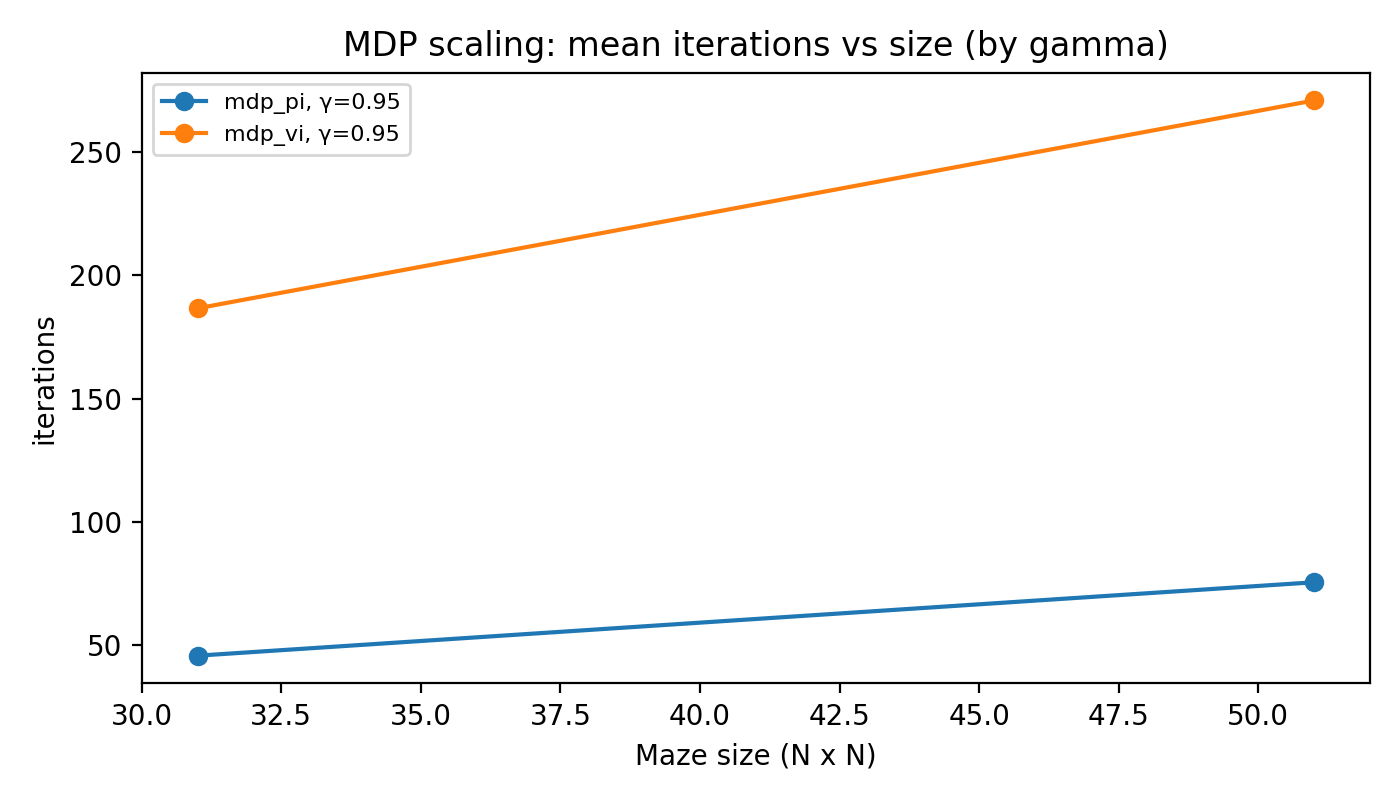 MDP scaling: mean iterations vs size (by gamma)
mdp_pi, γ=0.95
mdp_vi, γ=0.95
iterations
250
200
150
100
50
30.0 32.5 35.0 37.5 40.0 42.5 45.0 47.5 50.0
Maze size (N x N)